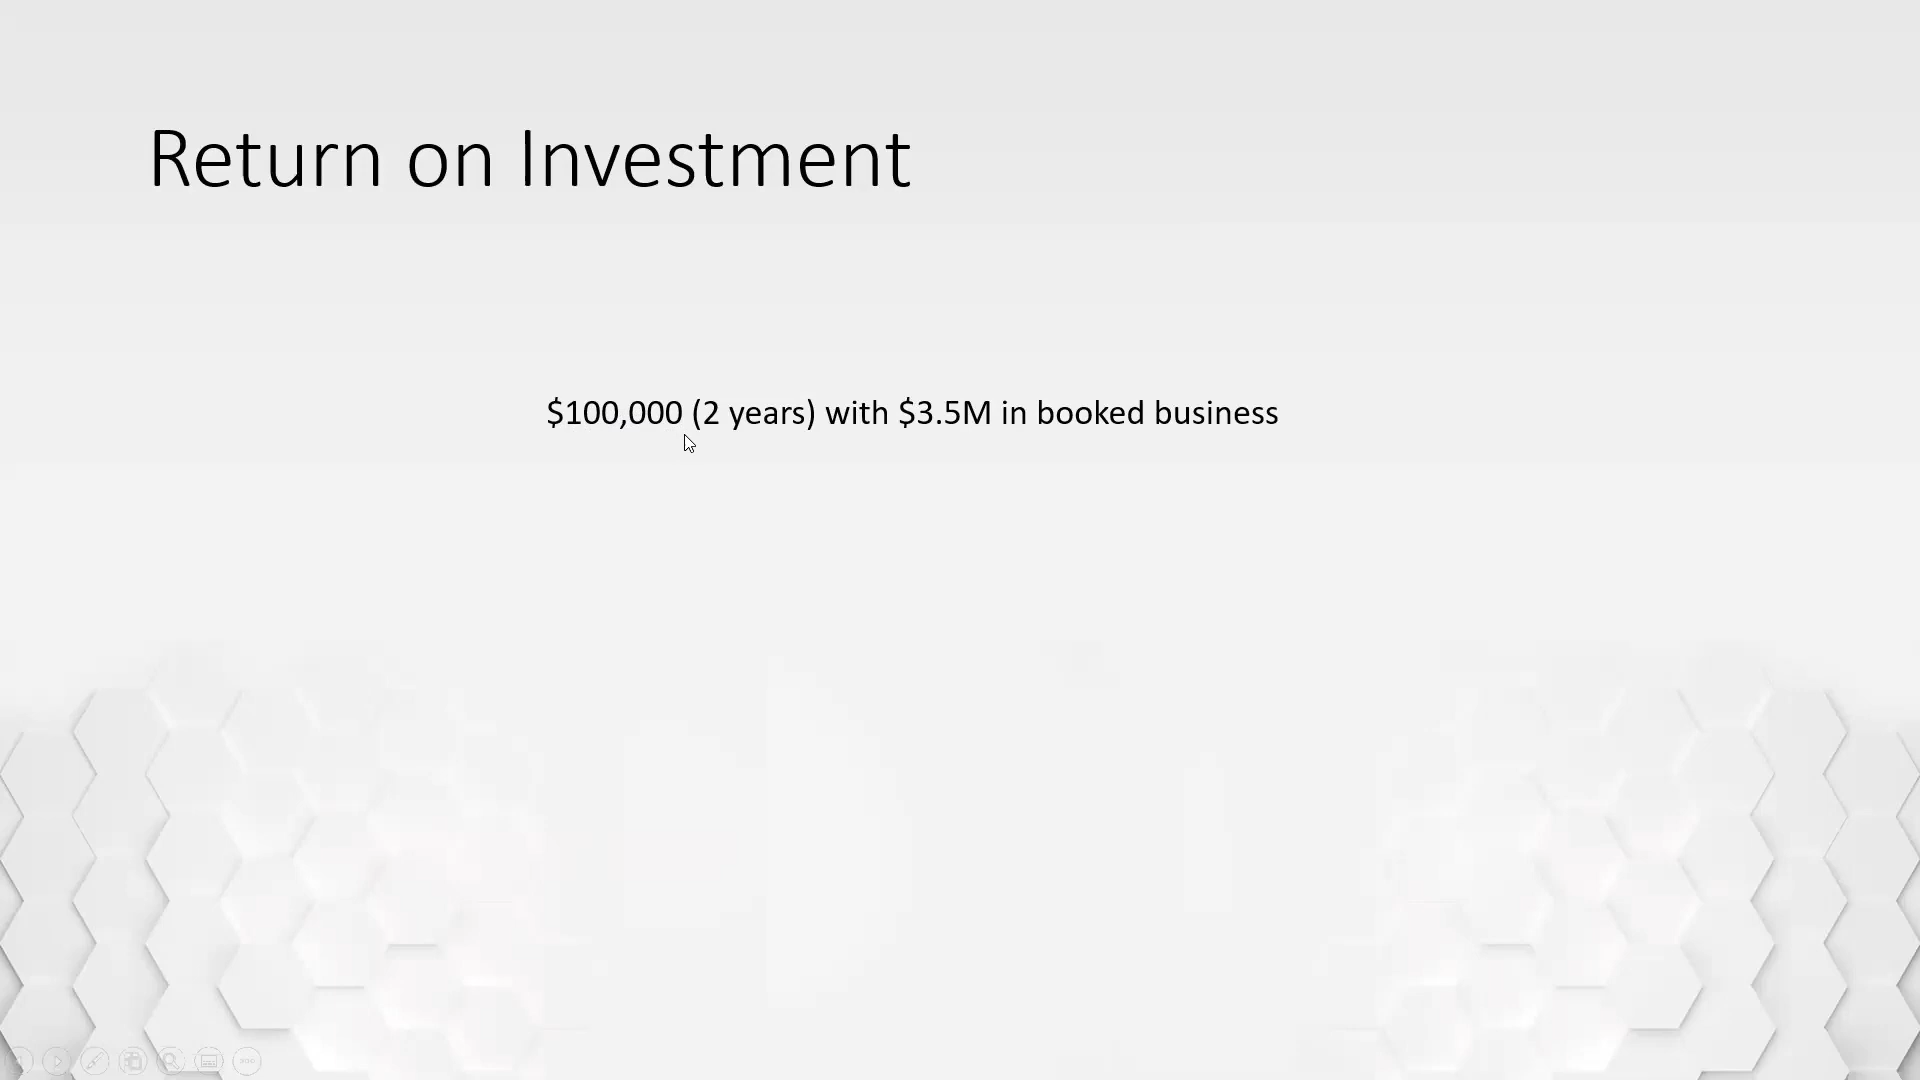 Return on Investment
$100,000 (2 years) with $3.5M in booked business